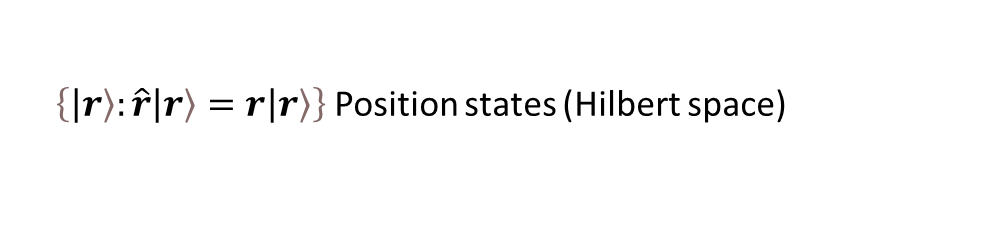 {|𝒓⟩: 𝒓̂|𝒓⟩ = 𝒓|𝒓⟩} Position states (Hilbert space)